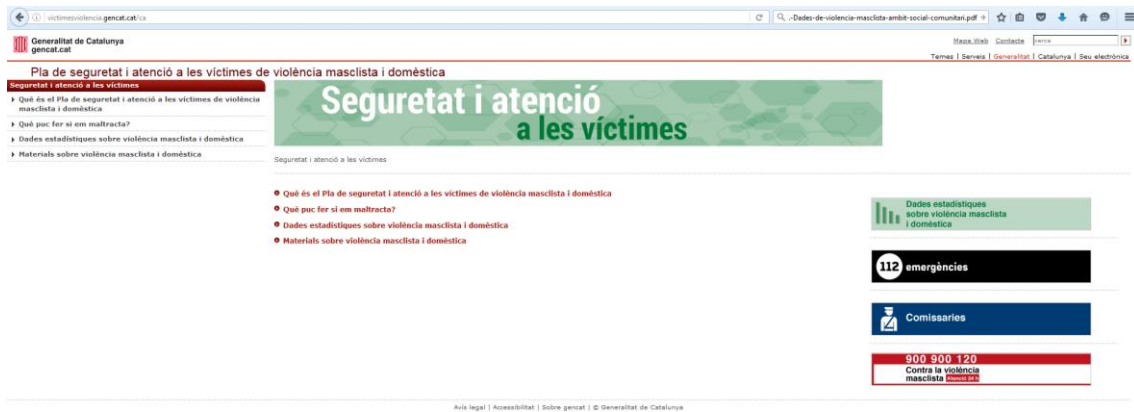 victimesviolencia.gencat.cat/ca
.-Dades-de-violencia-masclista-ambit-social-comunitari.pdf
Generalitat de Catalunya
gencat.cat
Mapa Web Contacte cerca
Temes | Serveis | Generalitat | Catalunya | Seu electrònica
Pla de seguretat i atenció a les víctimes de violència masclista i domèstica
Seguretat i atenció a les víctimes
Què és el Pla de seguretat i atenció a les víctimes de violència
masclista i domèstica
Què puc fer si em maltracta?
Dades estadístiques sobre violència masclista i domèstica
Materials sobre violència masclista i domèstica
Seguretat i atenció
a les víctimes
Seguretat i atenció a les víctimes
Què és el Pla de seguretat i atenció a les víctimes de violència masclista i domèstica
Què puc fer si em maltracta?
Dades estadístiques sobre violència masclista i domèstica
Materials sobre violència masclista i domèstica
Dades estadístiques
sobre violència masclista
i domèstica
112 emergències
Comissaries
900 900 120
Contra la violència
masclista Atenció 24 h
Avís legal | Accessibilitat | Sobre gencat | © Generalitat de Catalunya